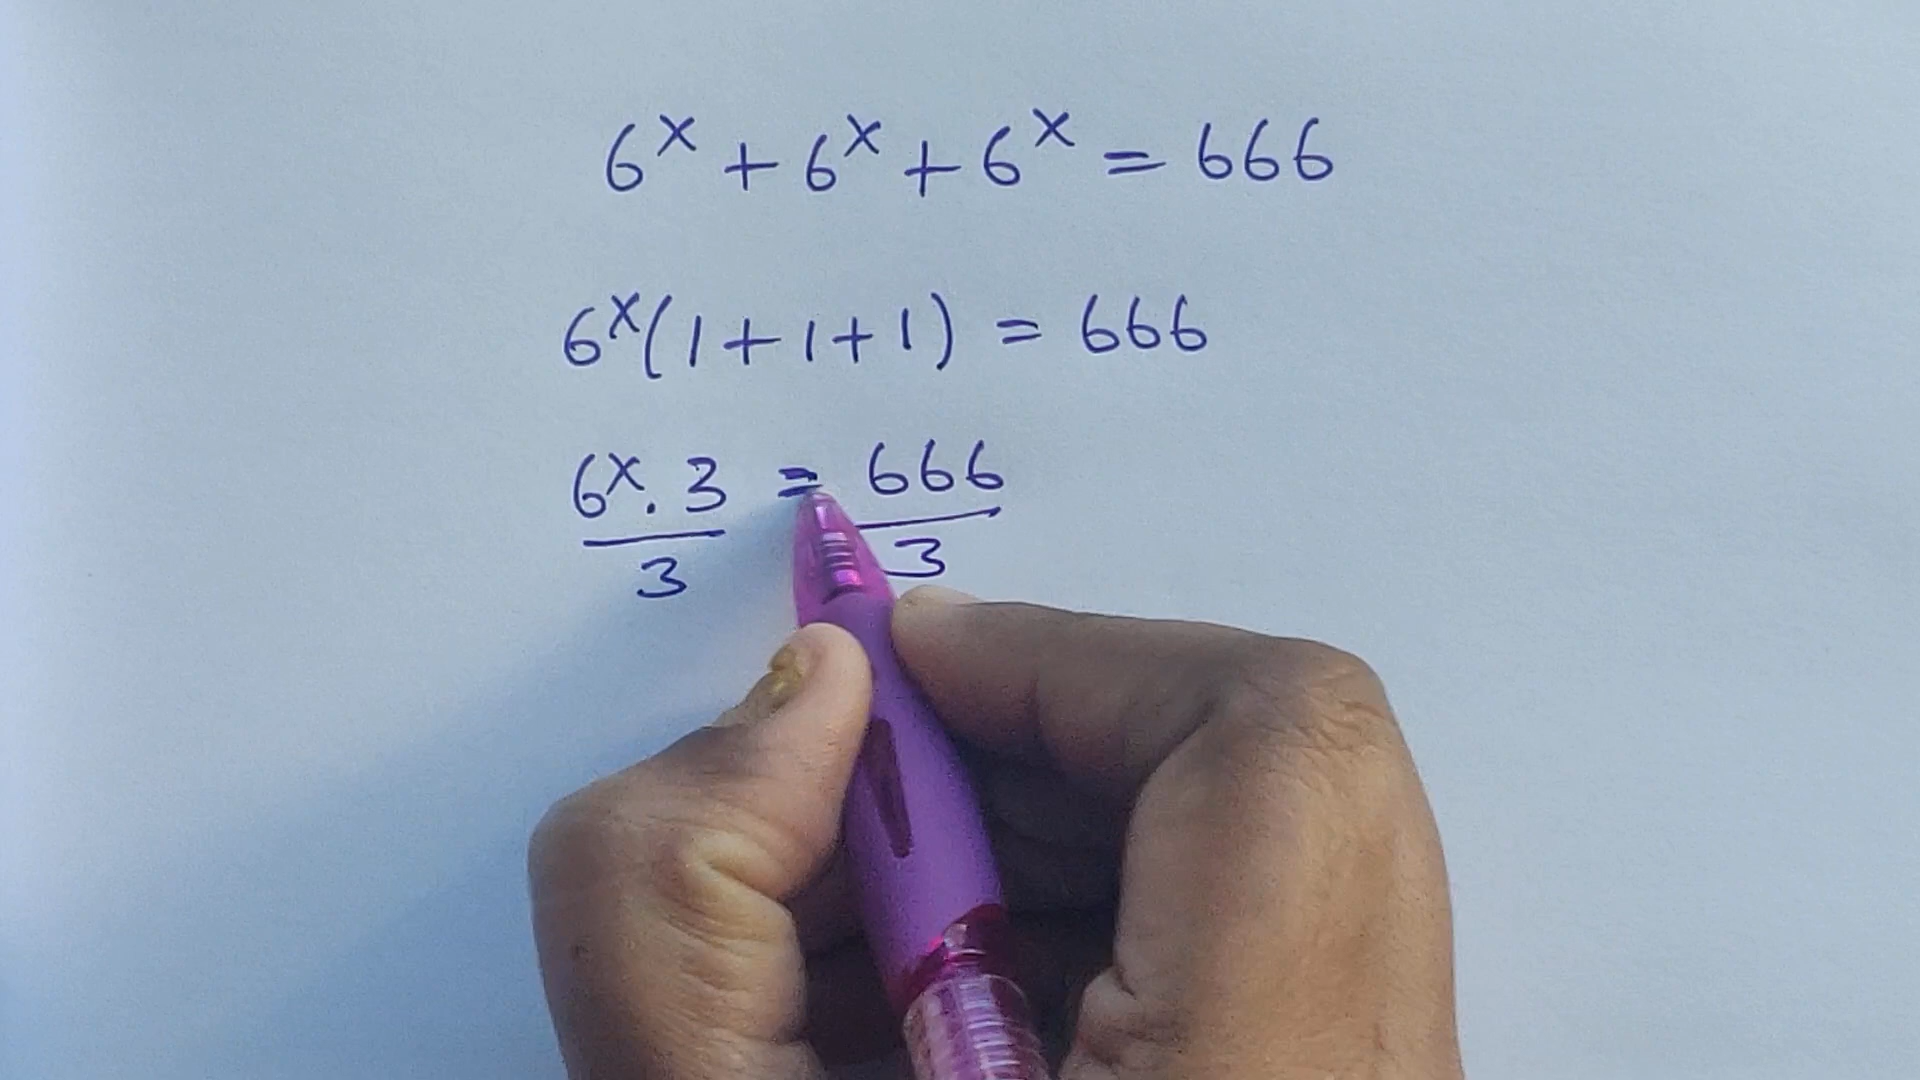 6^x + 6^x + 6^x = 666
6^x(1+1+1) = 666
6^x . 3 = 666
3 3